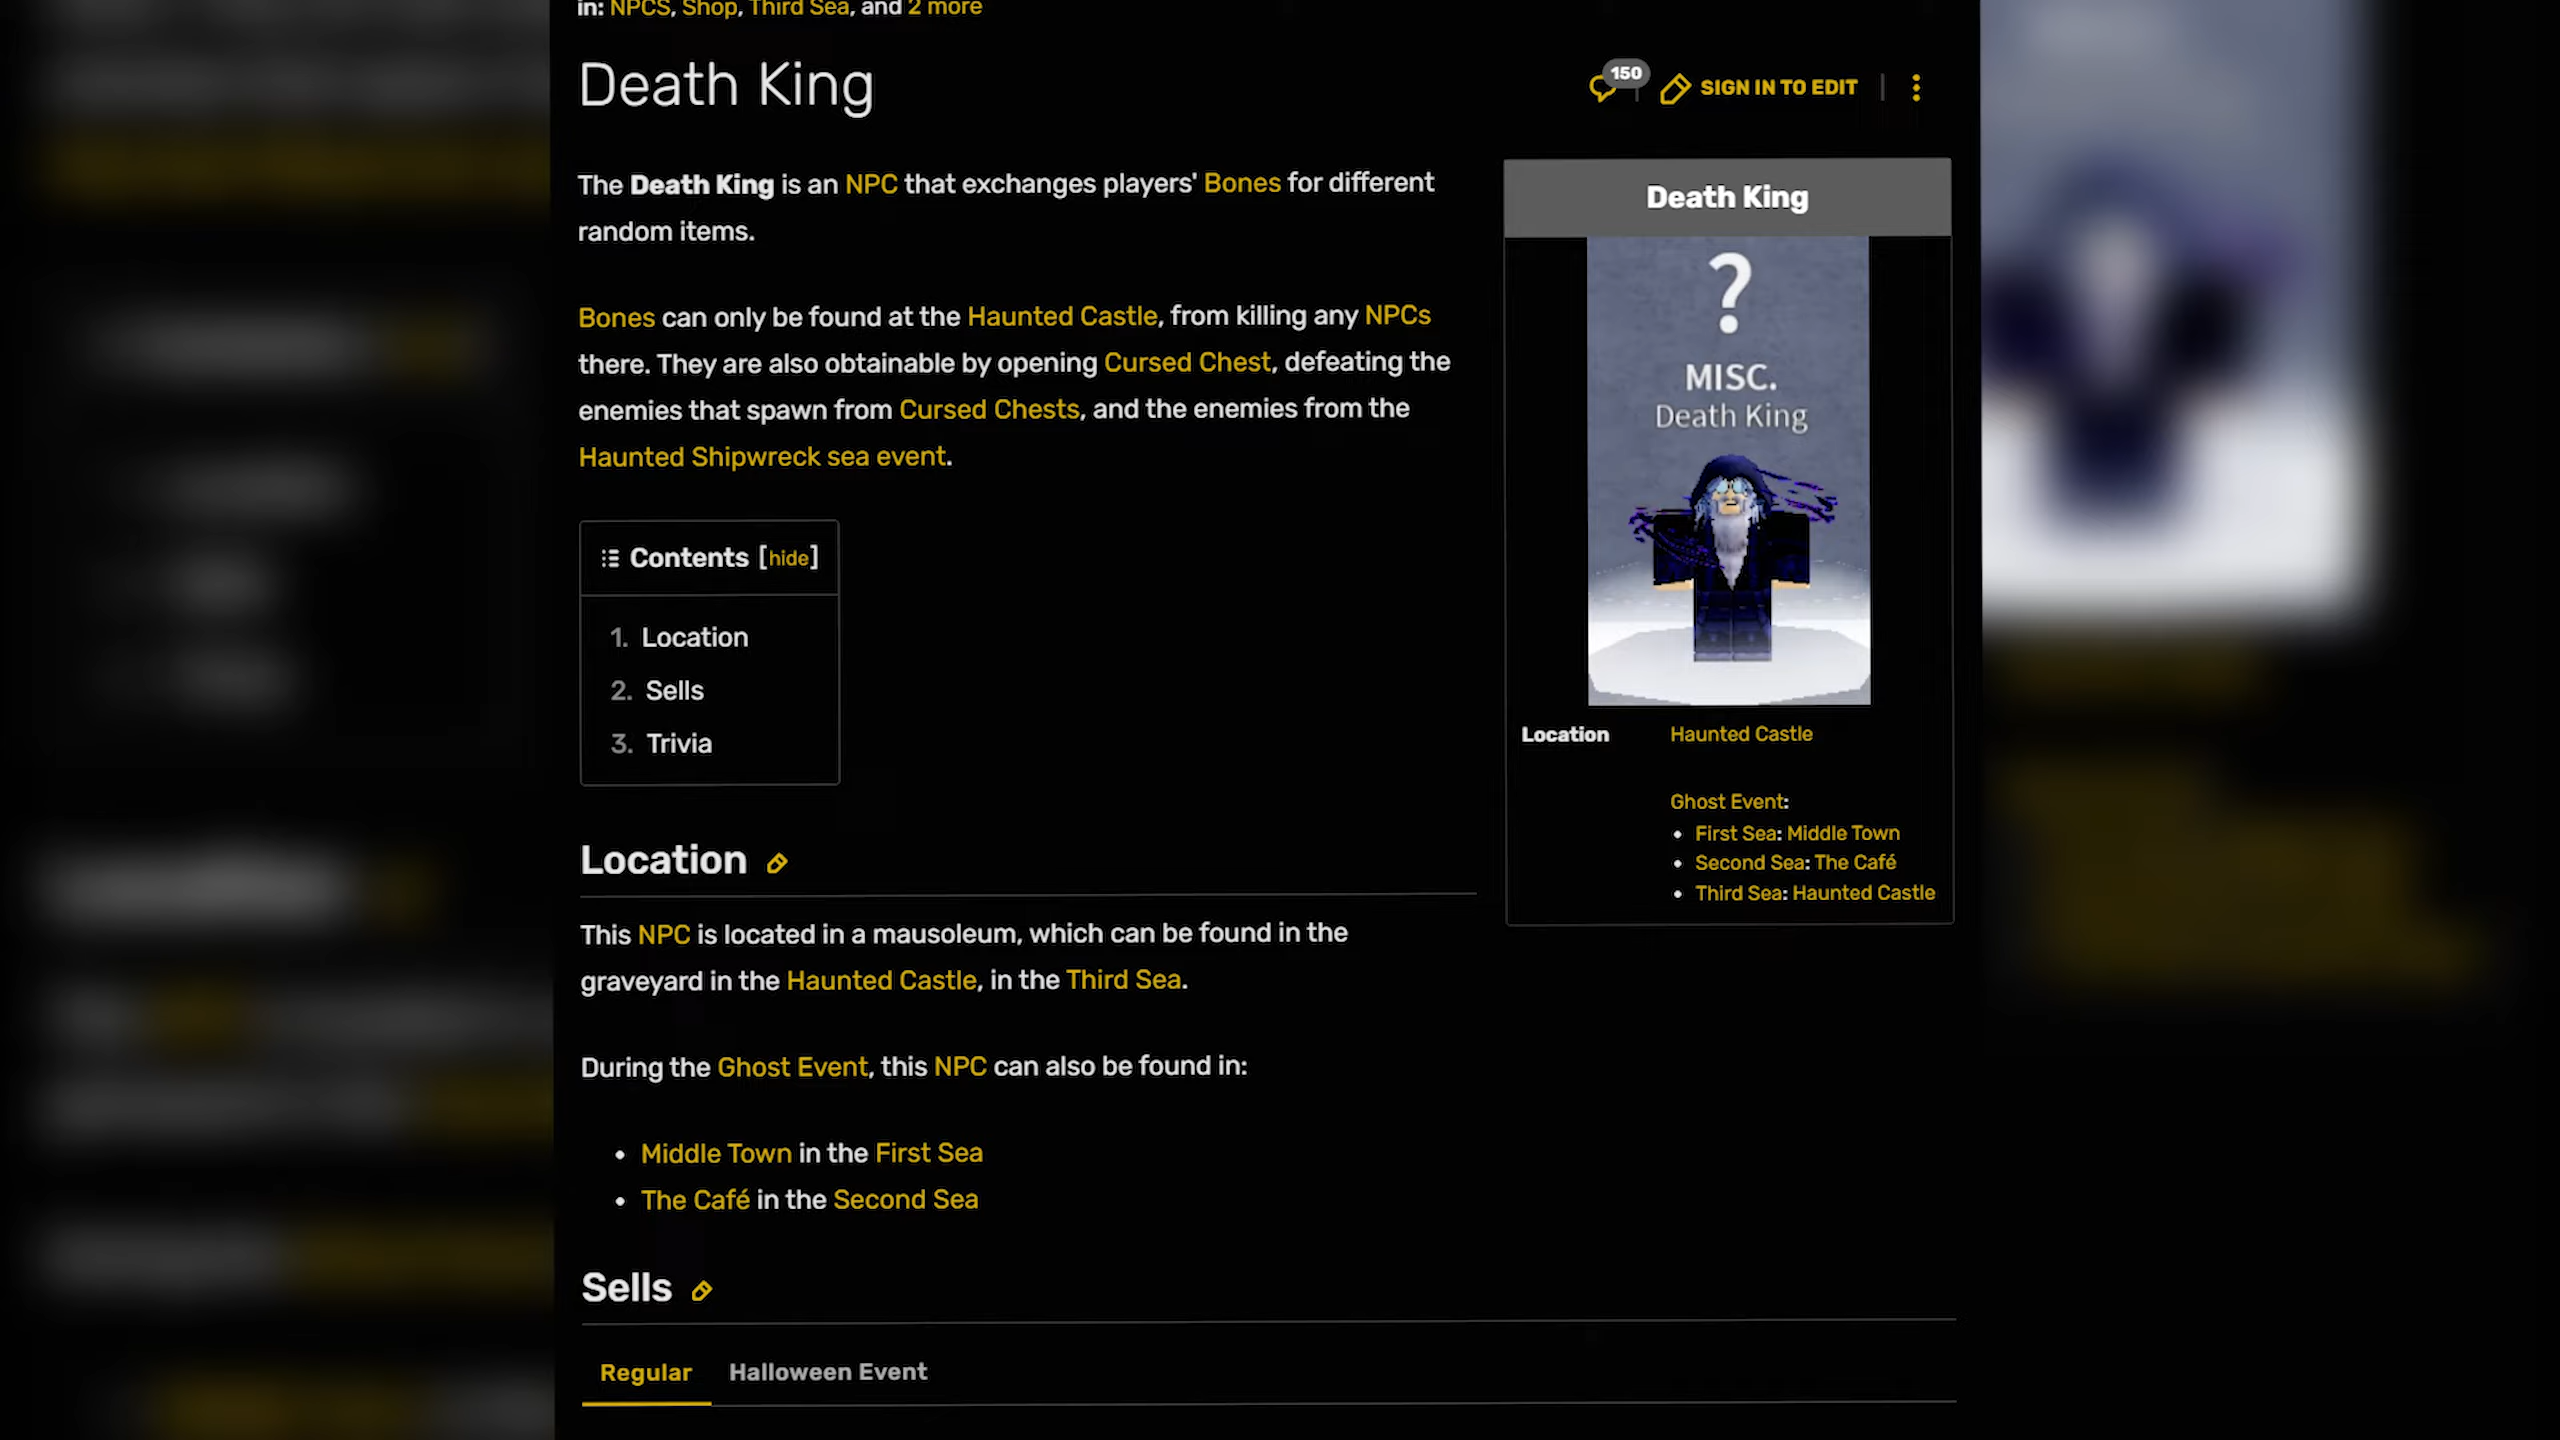 in: NPCS, Shop, Third Sea, and 2 more
Death King
150
SIGN IN TO EDIT
The Death King is an NPC that exchanges players' Bones for different
random items.
Bones can only be found at the Haunted Castle, from killing any NPCs
there. They are also obtainable by opening Cursed Chest, defeating the
enemies that spawn from Cursed Chests, and the enemies from the
Haunted Shipwreck sea event.
Contents [hide]
1. Location
2. Sells
3. Trivia
Death King
?
MISC.
Death King
Location Haunted Castle
Ghost Event:
• First Sea: Middle Town
• Second Sea: The Café
• Third Sea: Haunted Castle
Location
This NPC is located in a mausoleum, which can be found in the
graveyard in the Haunted Castle, in the Third Sea.
During the Ghost Event, this NPC can also be found in:
• Middle Town in the First Sea
• The Café in the Second Sea
Sells
Regular Halloween Event